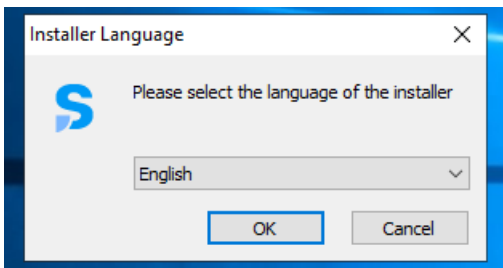 Installer Language
Please select the language of the installer
English
OK
Cancel